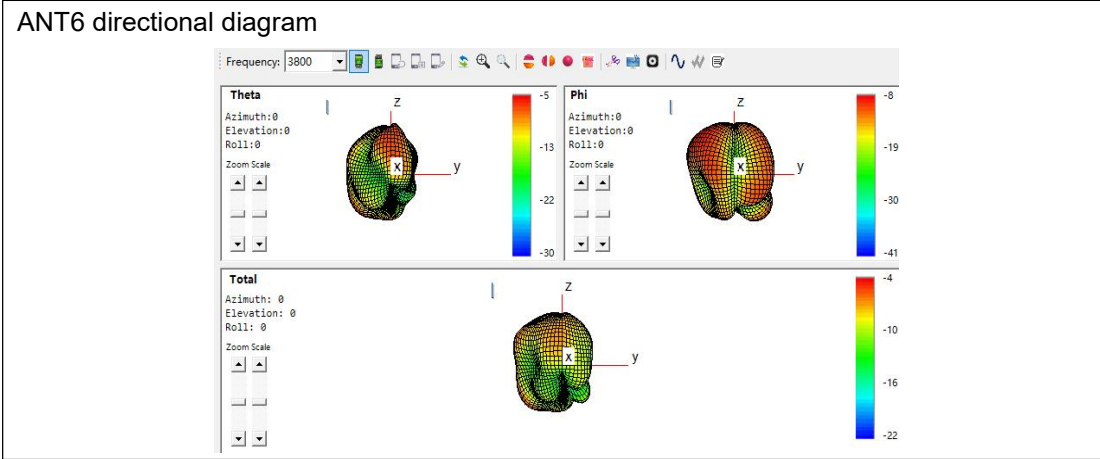 ANT6 directional diagram
Frequency: 3800
Theta
Azimuth:0
Elevation:0
Roll:0
Zoom Scale
z
x
y
-5
-13
-22
-30
Phi
Azimuth:0
Elevation:0
Roll:0
Zoom Scale
z
x
y
-8
-19
-30
-41
Total
Azimuth: 0
Elevation: 0
Roll: 0
Zoom Scale
z
x
y
-4
-10
-16
-22